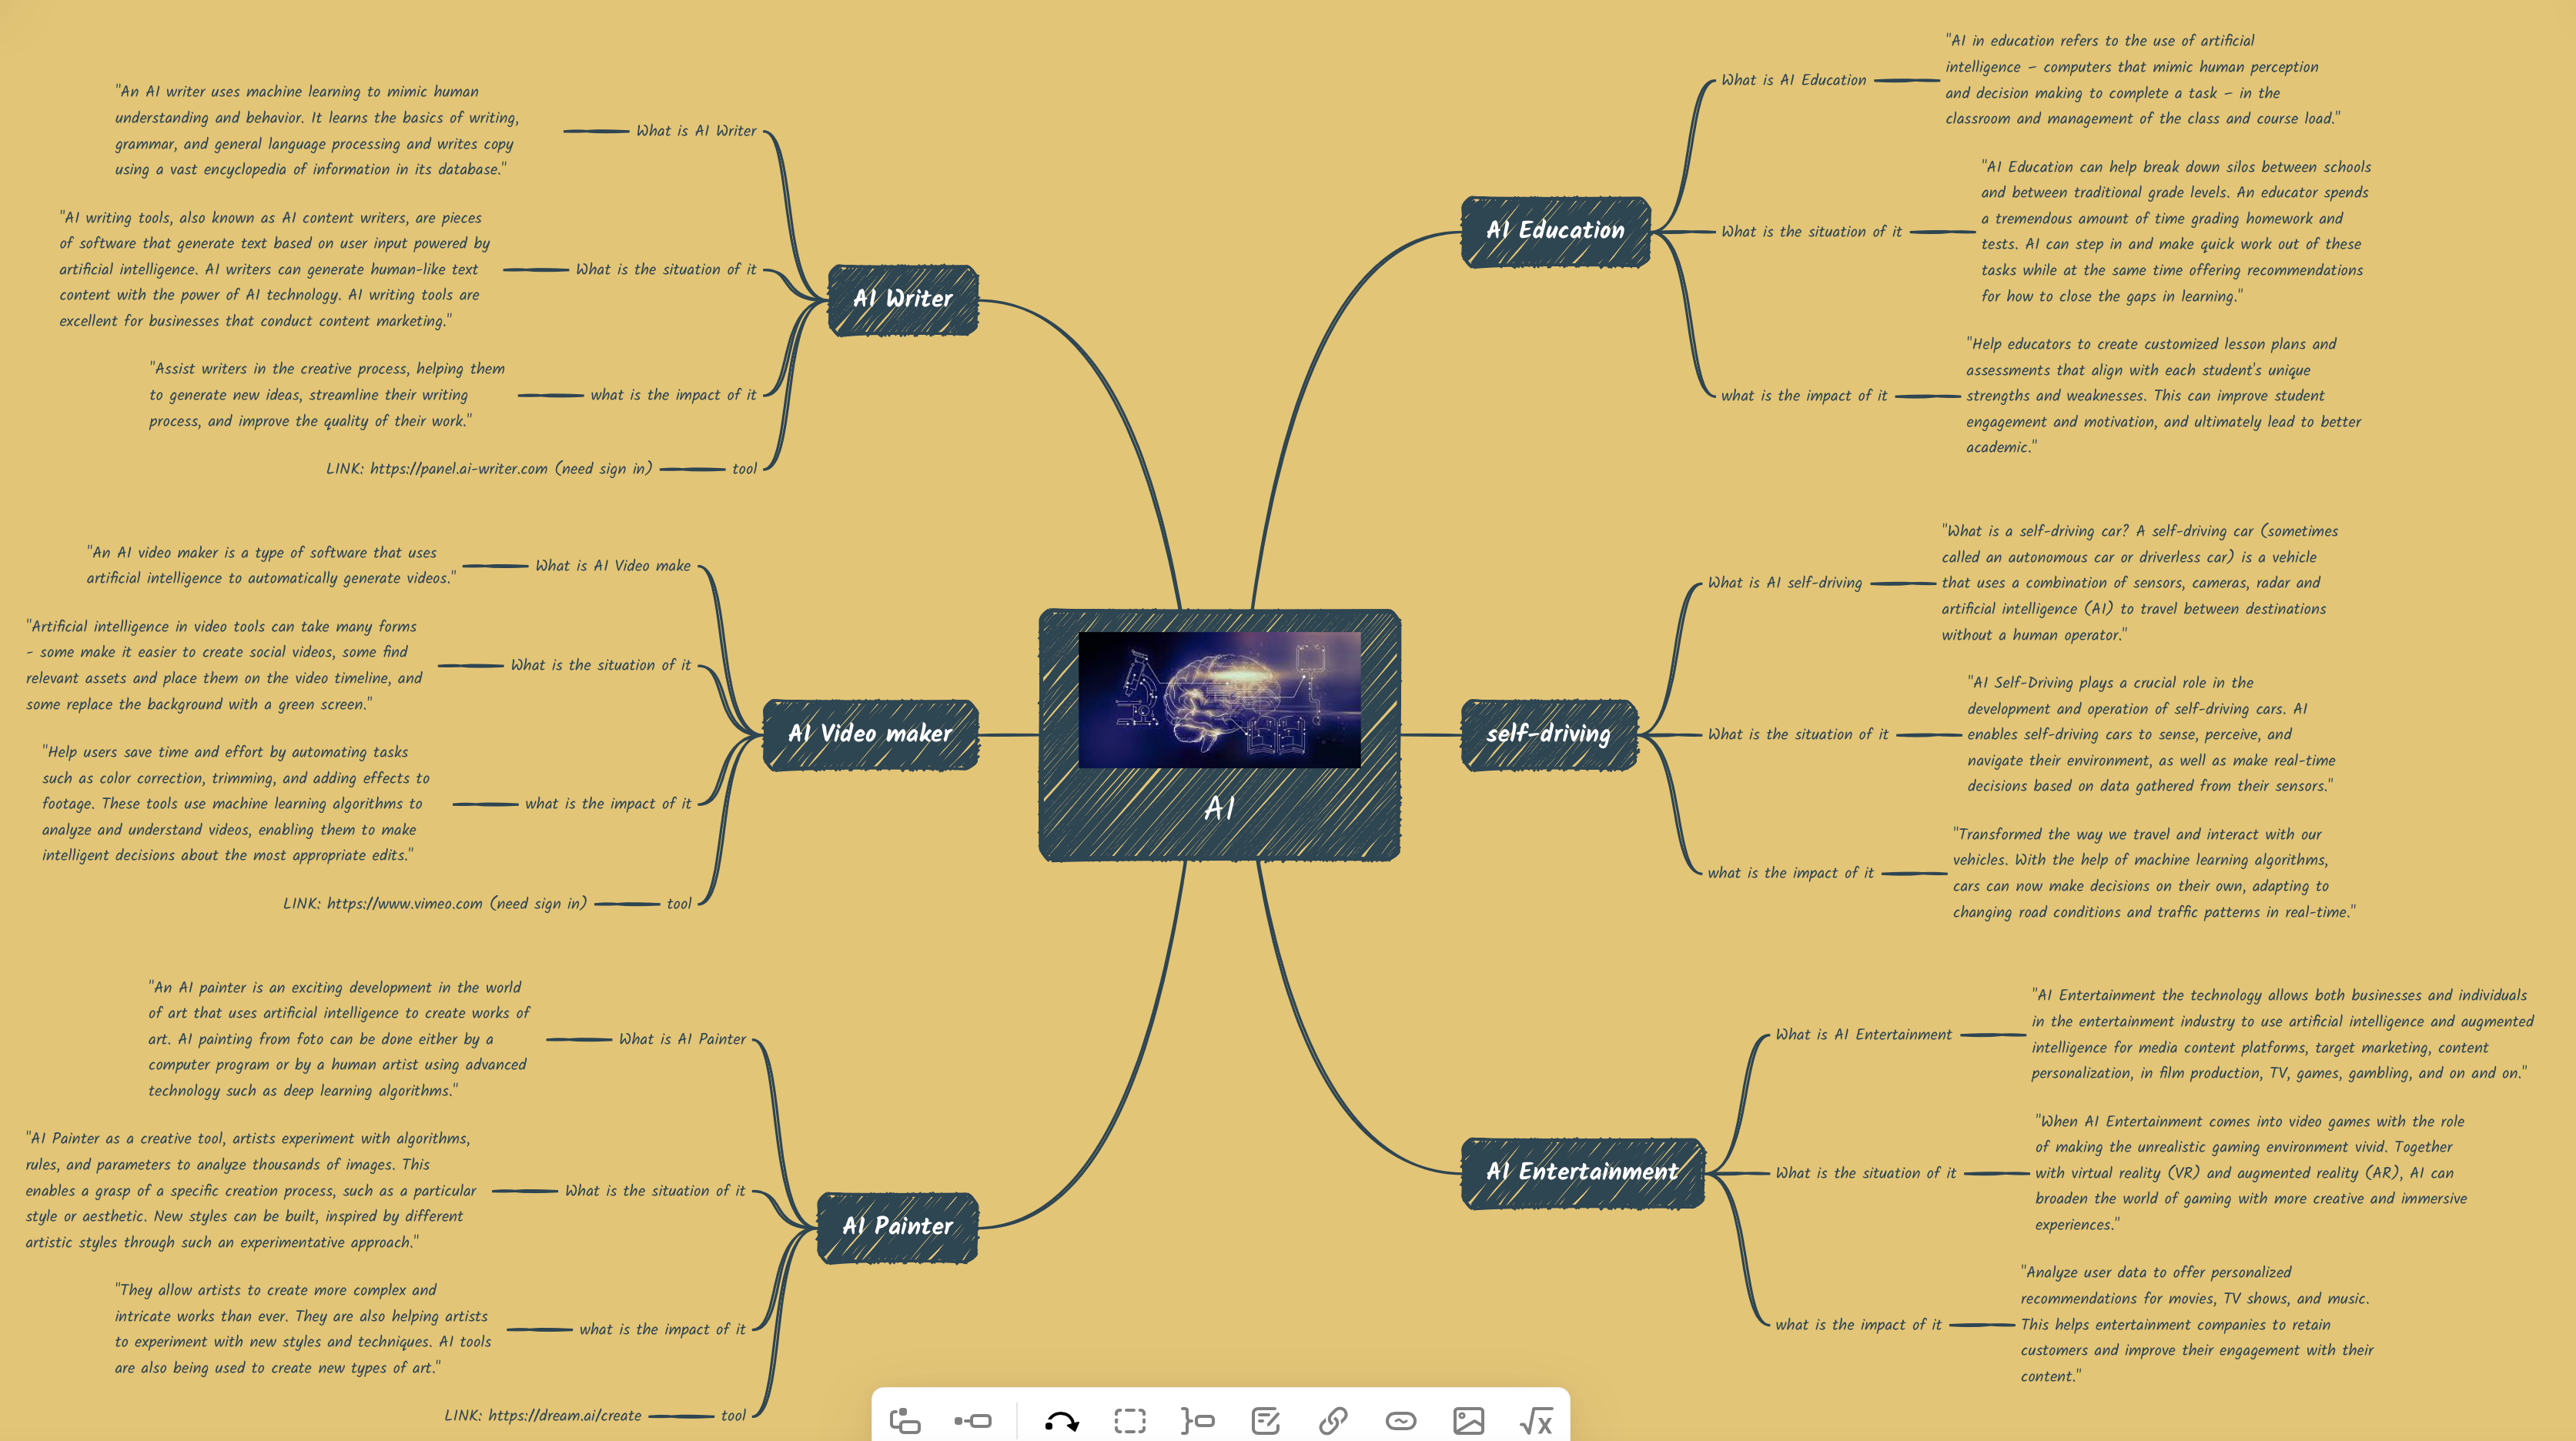 AI
AI Writer
What is AI Writer
"An AI writer uses machine learning to mimic human
understanding and behavior. It learns the basics of writing,
grammar, and general language processing and writes copy
using a vast encyclopedia of information in its database."
What is the situation of it
"AI writing tools, also known as AI content writers, are pieces
of software that generate text based on user input powered by
artificial intelligence. AI writers can generate human-like text
content with the power of AI technology. AI writing tools are
excellent for businesses that conduct content marketing."
what is the impact of it
"Assist writers in the creative process, helping them
to generate new ideas, streamline their writing
process, and improve the quality of their work."
tool
LINK: https://panel.ai-writer.com (need sign in)
AI Video maker
What is AI Video make
"An AI video maker is a type of software that uses
artificial intelligence to automatically generate videos."
What is the situation of it
"Artificial intelligence in video tools can take many forms
- some make it easier to create social videos, some find
relevant assets and place them on the video timeline, and
some replace the background with a green screen."
what is the impact of it
"Help users save time and effort by automating tasks
such as color correction, trimming, and adding effects to
footage. These tools use machine learning algorithms to
analyze and understand videos, enabling them to make
intelligent decisions about the most appropriate edits."
tool
LINK: https://www.vimeo.com (need sign in)
AI Painter
What is AI Painter
"An AI painter is an exciting development in the world
of art that uses artificial intelligence to create works of
art. AI painting from foto can be done either by a
computer program or by a human artist using advanced
technology such as deep learning algorithms."
What is the situation of it
"AI Painter as a creative tool, artists experiment with algorithms,
rules, and parameters to analyze thousands of images. This
enables a grasp of a specific creation process, such as a particular
style or aesthetic. New styles can be built, inspired by different
artistic styles through such an experimentative approach."
what is the impact of it
"They allow artists to create more complex and
intricate works than ever. They are also helping artists
to experiment with new styles and techniques. AI tools
are also being used to create new types of art."
tool
LINK: https://dream.ai/create
AI Education
What is AI Education
"AI in education refers to the use of artificial
intelligence – computers that mimic human perception
and decision making to complete a task – in the
classroom and management of the class and course load."
What is the situation of it
"AI Education can help break down silos between schools
and between traditional grade levels. An educator spends
a tremendous amount of time grading homework and
tests. AI can step in and make quick work out of these
tasks while at the same time offering recommendations
for how to close the gaps in learning."
what is the impact of it
"Help educators to create customized lesson plans and
assessments that align with each student's unique
strengths and weaknesses. This can improve student
engagement and motivation, and ultimately lead to better
academic."
self-driving
What is AI self-driving
"What is a self-driving car? A self-driving car (sometimes
called an autonomous car or driverless car) is a vehicle
that uses a combination of sensors, cameras, radar and
artificial intelligence (AI) to travel between destinations
without a human operator."
What is the situation of it
"AI Self-Driving plays a crucial role in the
development and operation of self-driving cars. AI
enables self-driving cars to sense, perceive, and
navigate their environment, as well as make real-time
decisions based on data gathered from their sensors."
what is the impact of it
"Transformed the way we travel and interact with our
vehicles. With the help of machine learning algorithms,
cars can now make decisions on their own, adapting to
changing road conditions and traffic patterns in real-time."
AI Entertainment
What is AI Entertainment
"AI Entertainment the technology allows both businesses and individuals
in the entertainment industry to use artificial intelligence and augmented
intelligence for media content platforms, target marketing, content
personalization, in film production, TV, games, gambling, and on and on."
What is the situation of it
"When AI Entertainment comes into video games with the role
of making the unrealistic gaming environment vivid. Together
with virtual reality (VR) and augmented reality (AR), AI can
broaden the world of gaming with more creative and immersive
experiences."
what is the impact of it
"Analyze user data to offer personalized
recommendations for movies, TV shows, and music.
This helps entertainment companies to retain
customers and improve their engagement with their
content."